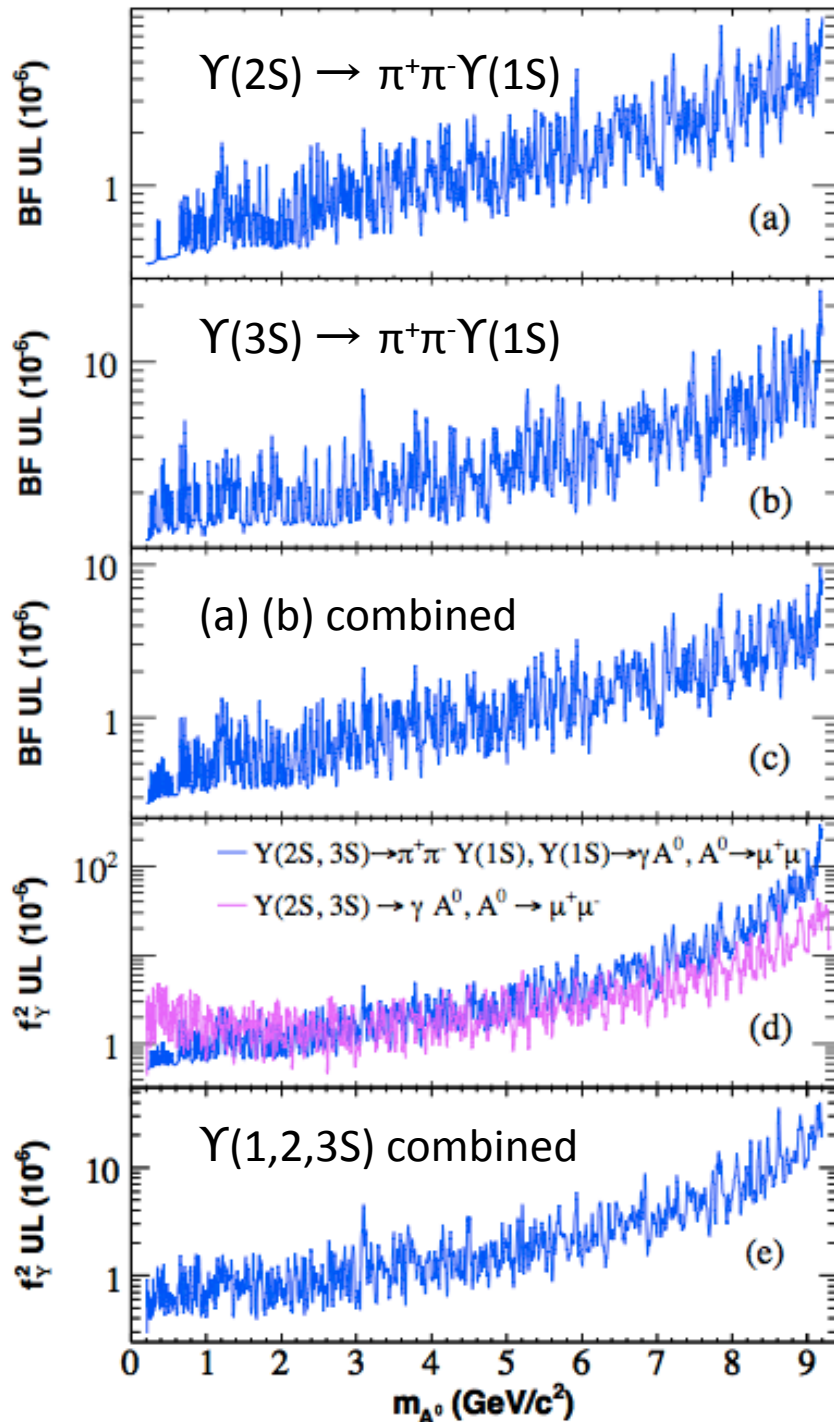 ϒ(2S) → π⁺π⁻ϒ(1S)
BF UL (10⁻⁶)
1
(a)
ϒ(3S) → π⁺π⁻ϒ(1S)
BF UL (10⁻⁶)
10
(b)
10
(a) (b) combined
BF UL (10⁻⁶)
1
(c)
Υ(2S, 3S)→π⁺π⁻ Υ(1S), Υ(1S)→γA⁰, A⁰→μ⁺μ⁻
10²
Υ(2S, 3S) → γ A⁰, A⁰ → μ⁺μ⁻
f²_Υ UL (10⁻⁶)
1
(d)
ϒ(1,2,3S) combined
10
f²_Υ UL (10⁻⁶)
1
(e)
0 1 2 3 4 5 6 7 8 9
m_A⁰ (GeV/c²)